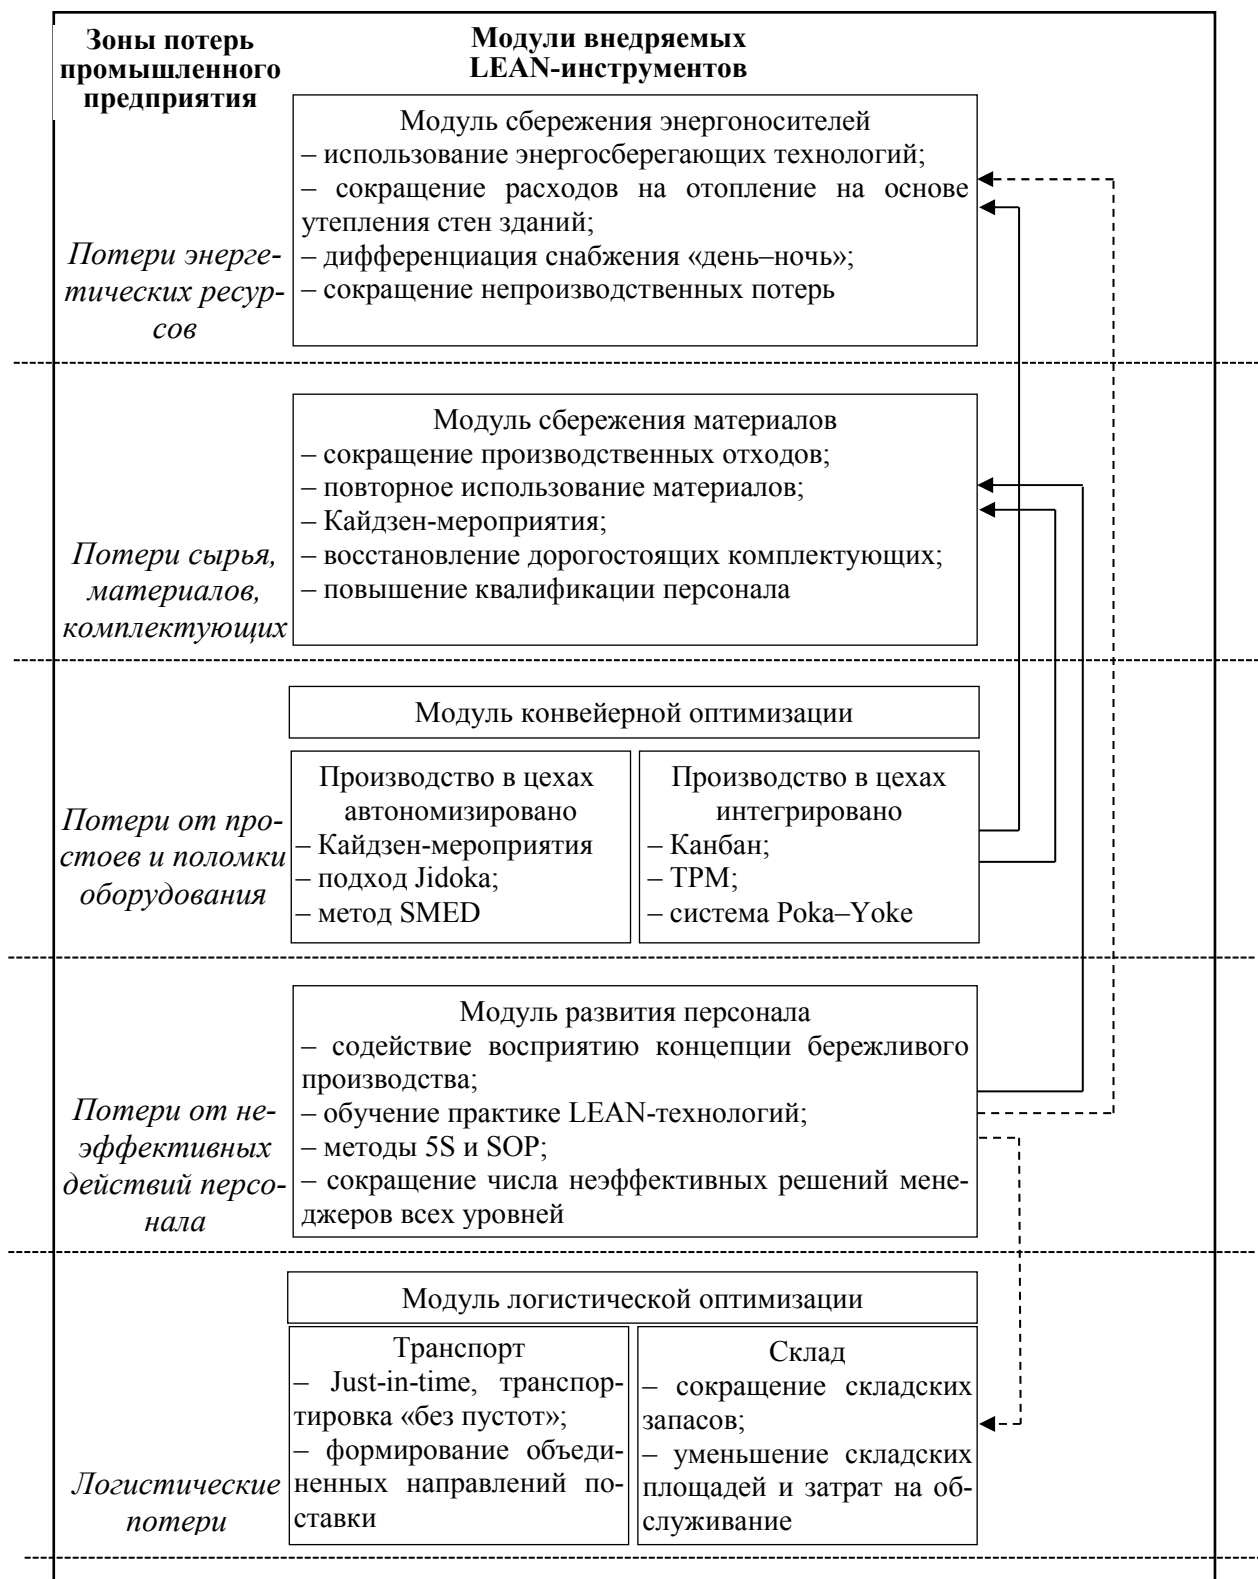 Зоны потерь
промышленного
предприятия
Модули внедряемых
LEAN-инструментов
Модуль сбережения энергоносителей
– использование энергосберегающих технологий;
– сокращение расходов на отопление на основе
утепления стен зданий;
– дифференциация снабжения «день–ночь»;
– сокращение непроизводственных потерь
Потери энерге-
тических ресур-
сов
Модуль сбережения материалов
– сокращение производственных отходов;
– повторное использование материалов;
– Кайдзен-мероприятия;
– восстановление дорогостоящих комплектующих;
– повышение квалификации персонала
Потери сырья,
материалов,
комплектующих
Модуль конвейерной оптимизации
Производство в цехах
автономизировано
– Кайдзен-мероприятия
– подход Jidoka;
– метод SMED
Производство в цехах
интегрировано
– Канбан;
– TPM;
– система Poka–Yoke
Потери от про-
стоев и поломки
оборудования
Модуль развития персонала
– содействие восприятию концепции бережливого
производства;
– обучение практике LEAN-технологий;
– методы 5S и SOP;
– сокращение числа неэффективных решений мене-
джеров всех уровней
Потери от не-
эффективных
действий персо-
нала
Модуль логистической оптимизации
Транспорт
– Just-in-time, транспор-
тировка «без пустот»;
– формирование объеди-
ненных направлений по-
ставки
Склад
– сокращение складских
запасов;
– уменьшение складских
площадей и затрат на об-
служивание
Логистические
потери